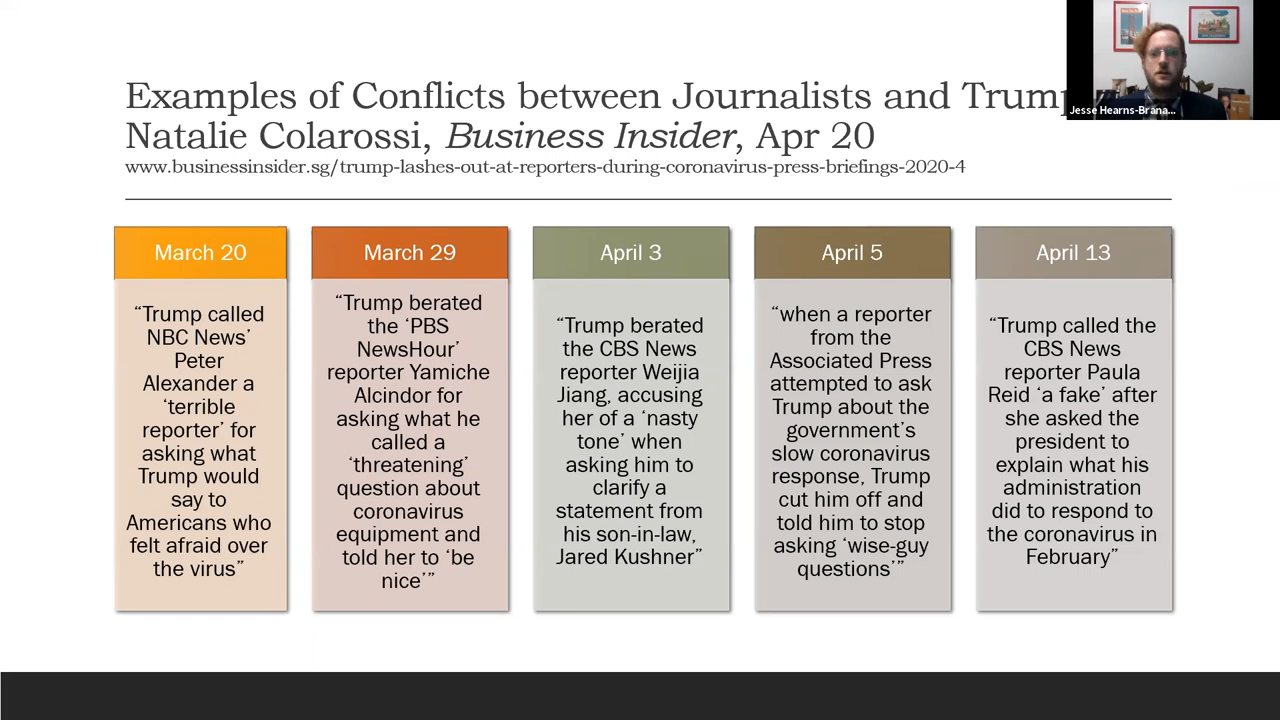 Examples of Conflicts between Journalists and Trump
Natalie Colarossi, Business Insider, Apr 20
www.businessinsider.sg/trump-lashes-out-at-reporters-during-coronavirus-press-briefings-2020-4
Jesse Hearns-Brana...
March 20
“Trump called
NBC News’
Peter
Alexander a
‘terrible
reporter’ for
asking what
Trump would
say to
Americans who
felt afraid over
the virus”
March 29
“Trump berated
the ‘PBS
NewsHour’
reporter Yamiche
Alcindor for
asking what he
called a
‘threatening’
question about
coronavirus
equipment and
told her to ‘be
nice’”
April 3
“Trump berated
the CBS News
reporter Weijia
Jiang, accusing
her of a ‘nasty
tone’ when
asking him to
clarify a
statement from
his son-in-law,
Jared Kushner”
April 5
“when a reporter
from the
Associated Press
attempted to ask
Trump about the
government’s
slow coronavirus
response, Trump
cut him off and
told him to stop
asking ‘wise-guy
questions’”
April 13
“Trump called the
CBS News
reporter Paula
Reid ‘a fake’ after
she asked the
president to
explain what his
administration
did to respond to
the coronavirus in
February”